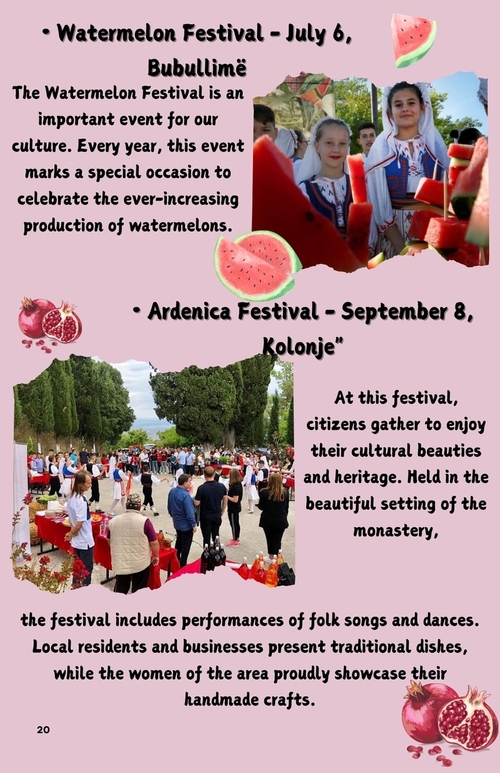 • Watermelon Festival – July 6,
Bubullimë
The Watermelon Festival is an
important event for our
culture. Every year, this event
marks a special occasion to
celebrate the ever-increasing
production of watermelons.
• Ardenica Festival – September 8,
Kolonje"
At this festival,
citizens gather to enjoy
their cultural beauties
and heritage. Held in the
beautiful setting of the
monastery,
the festival includes performances of folk songs and dances.
Local residents and businesses present traditional dishes,
while the women of the area proudly showcase their
handmade crafts.
20